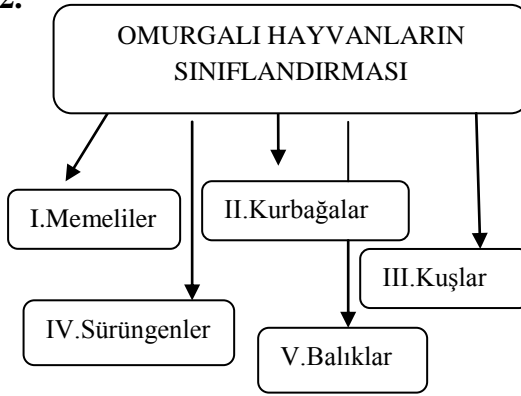 2.
OMURGALI HAYVANLARIN
SINIFLANDIRMASI
I.Memeliler
II.Kurbağalar
III.Kuşlar
IV.Sürüngenler
V.Balıklar